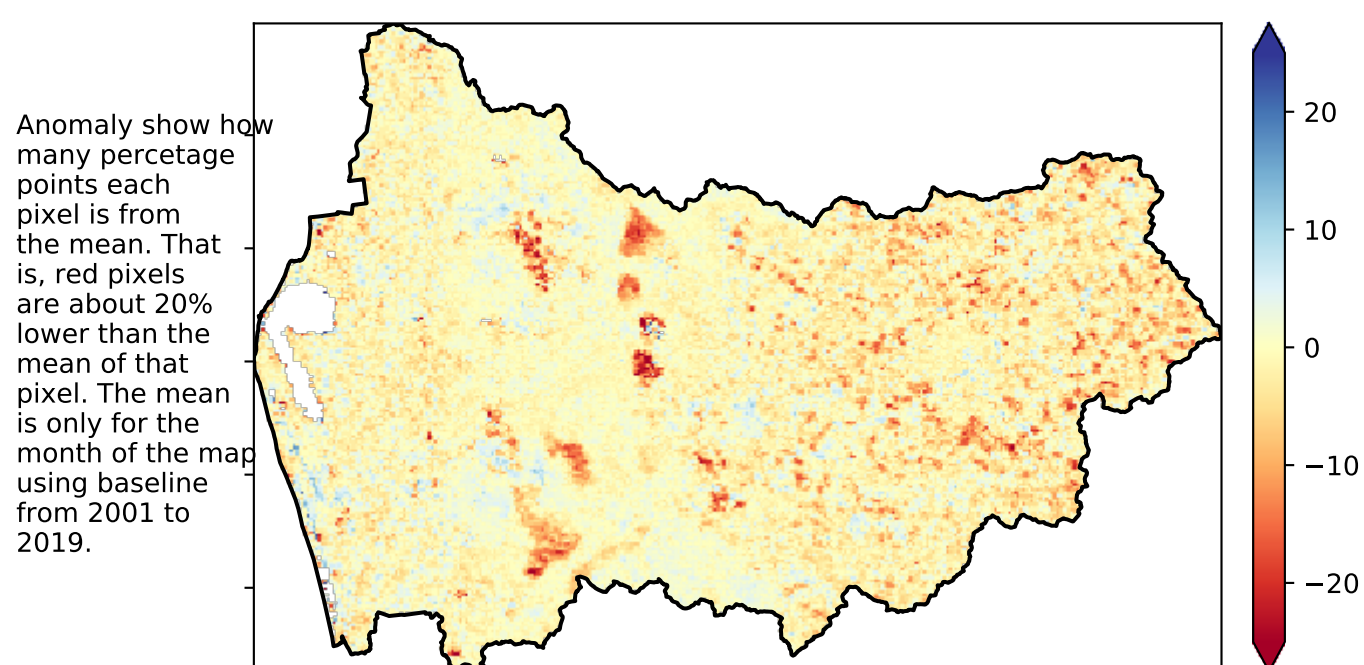 Anomaly show how
many percetage
points each
pixel is from
the mean. That
is, red pixels
are about 20%
lower than the
mean of that
pixel. The mean
is only for the
month of the map
using baseline
from 2001 to
2019.
20
10
0
−10
−20